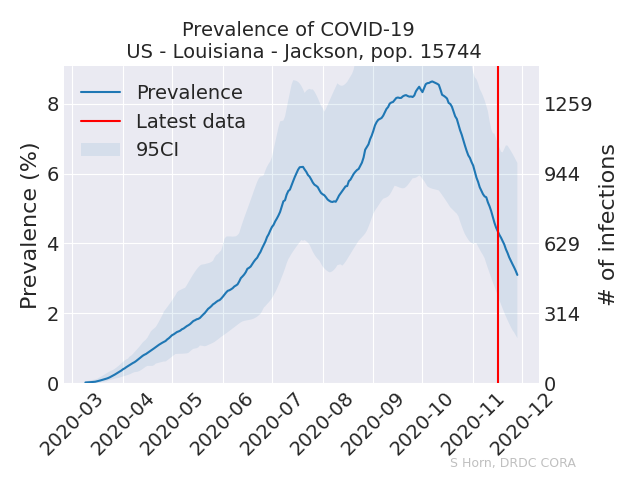 Prevalence of COVID-19
US - Louisiana - Jackson, pop. 15744
Prevalence
Latest data
95CI
Prevalence (%)
8
6
4
2
0
1259
944
629
314
0
# of infections
2020-03
2020-04
2020-05
2020-06
2020-07
2020-08
2020-09
2020-10
2020-11
2020-12
S Horn, DRDC CORA